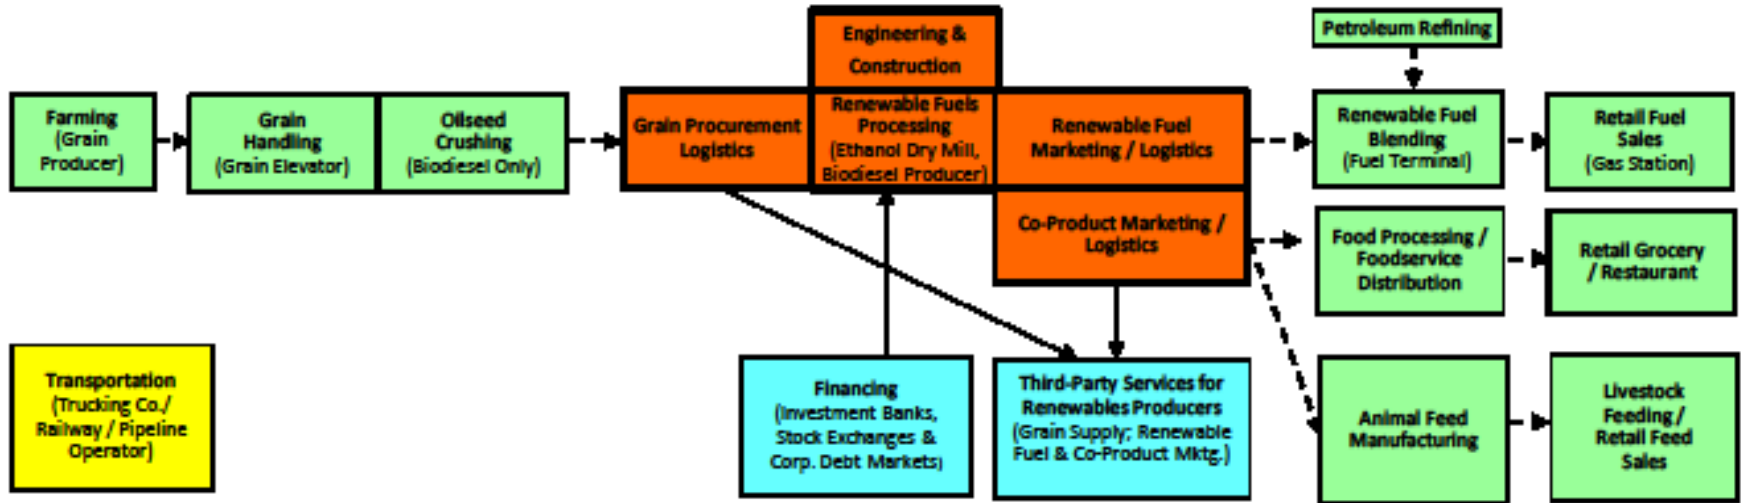 Engineering &
Construction
Petroleum Refining
Farming
(Grain
Producer)
Grain
Handling
(Grain Elevator)
Oilseed
Crushing
(Biodiesel Only)
Grain Procurement
Logistics
Renewable Fuels
Processing
(Ethanol Dry Mill,
Biodiesel Producer)
Renewable Fuel
Marketing / Logistics
Renewable Fuel
Blending
(Fuel Terminal)
Retail Fuel
Sales
(Gas Station)
Co-Product Marketing /
Logistics
Food Processing /
Foodservice
Distribution
Retail Grocery
/ Restaurant
Transportation
(Trucking Co./
Railway / Pipeline
Operator)
Financing
(Investment Banks,
Stock Exchanges &
Corp. Debt Markets)
Third-Party Services for
Renewables Producers
(Grain Supply; Renewable
Fuel & Co-Product Mktg.)
Animal Feed
Manufacturing
Livestock
Feeding /
Retail Feed
Sales